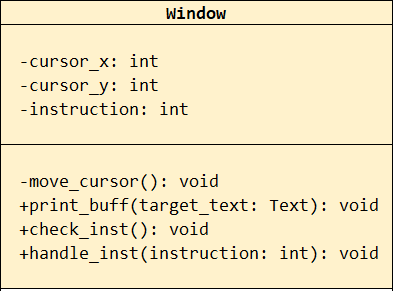 Window
-cursor_x: int
-cursor_y: int
-instruction: int
-move_cursor(): void
+print_buff(target_text: Text): void
+check_inst(): void
+handle_inst(instruction: int): void